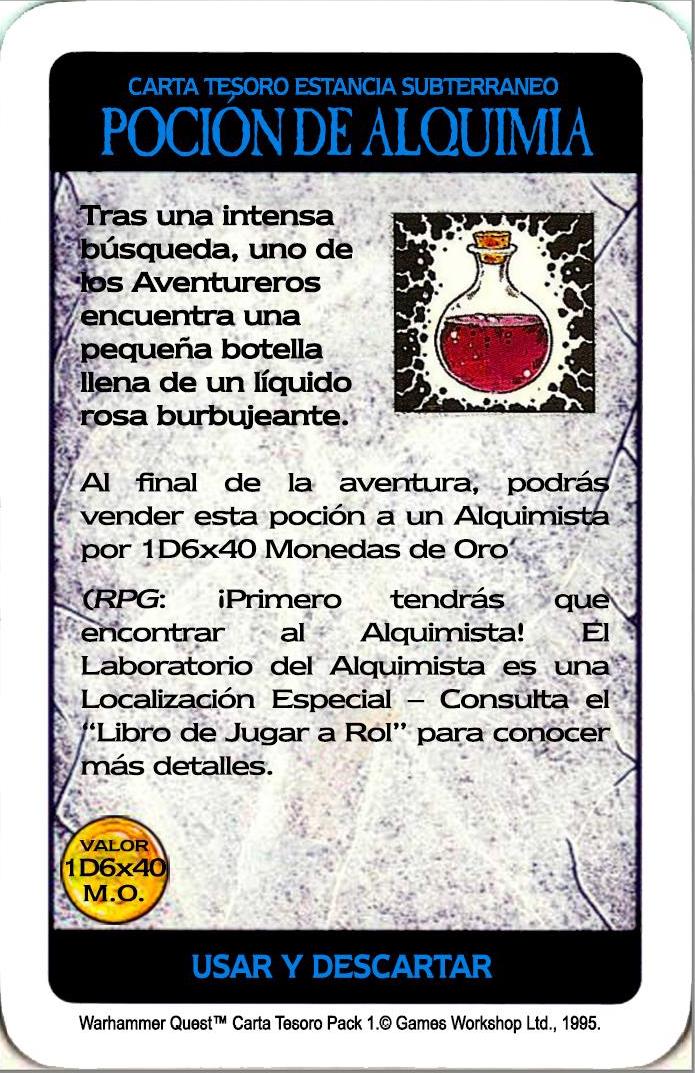 CARTA TESORO ESTANCIA SUBTERRANEO
POCIÓN DE ALQUIMIA
Tras una intensa
búsqueda, uno de
los Aventureros
encuentra una
pequeña botella
llena de un líquido
rosa burbujeante.
Al final de la aventura, podrás
vender esta poción a un Alquimista
por 1D6x40 Monedas de Oro
(RPG: ¡Primero tendrás que
encontrar al Alquimista! El
Laboratorio del Alquimista es una
Localización Especial – Consulta el
“Libro de Jugar a Rol” para conocer
más detalles.
VALOR
1D6x40
M.O.
USAR Y DESCARTAR
Warhammer Quest™ Carta Tesoro Pack 1.© Games Workshop Ltd., 1995.